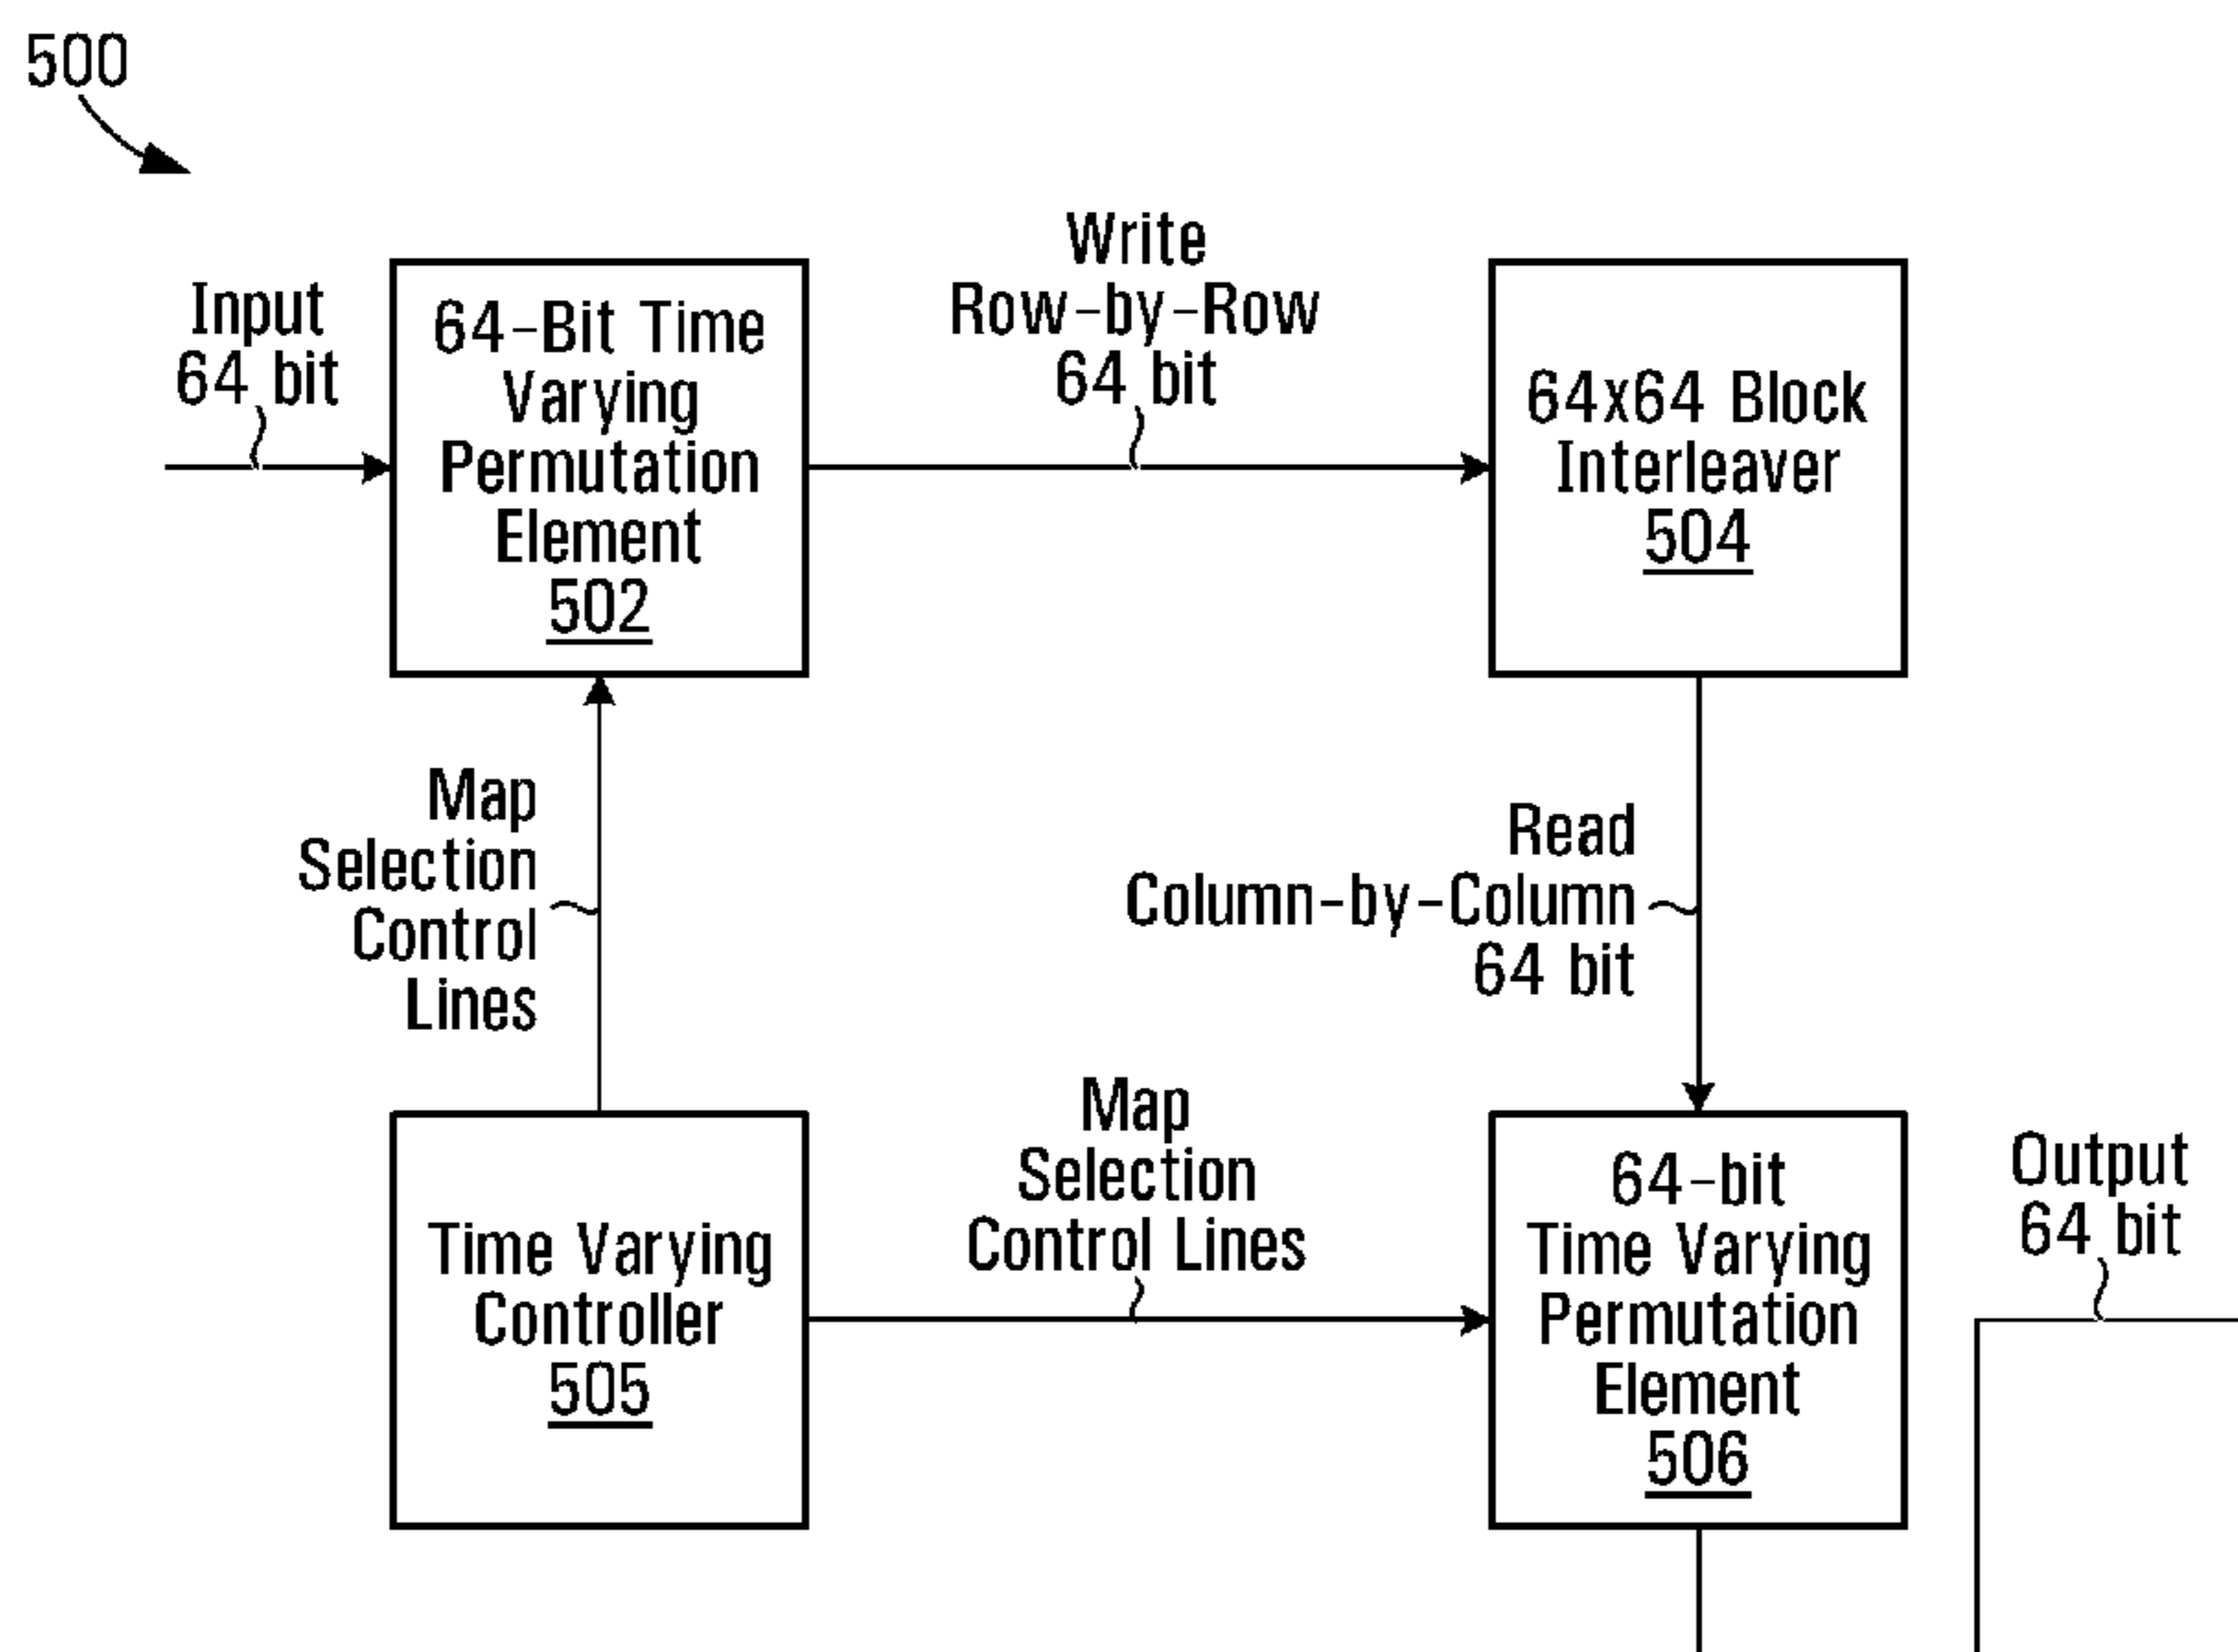 500
Input
64 bit
64-Bit Time
Varying
Permutation
Element
502
Write
Row-by-Row
64 bit
64x64 Block
Interleaver
504
Map
Selection
Control
Lines
Read
Column-by-Column
64 bit
Time Varying
Controller
505
Map
Selection
Control Lines
64-bit
Time Varying
Permutation
Element
506
Output
64 bit